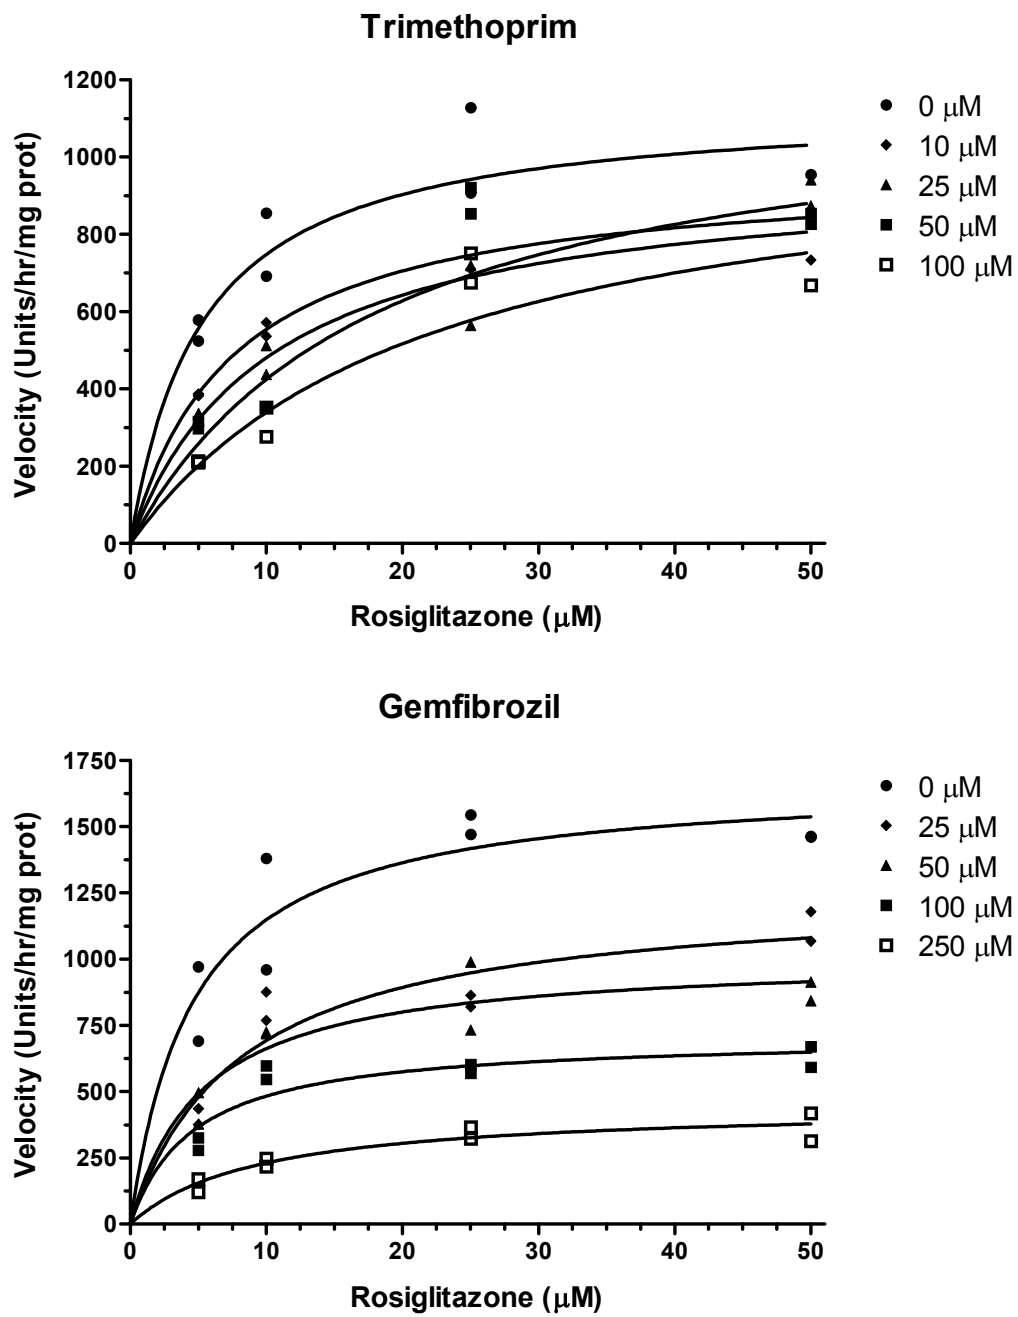 Trimethoprim
1200
1000
800
600
400
200
0
0 10 20 30 40 50
Velocity (Units/hr/mg prot)
Rosiglitazone (μM)
0 μM
10 μM
25 μM
50 μM
100 μM
Gemfibrozil
1750
1500
1250
1000
750
500
250
0
0 10 20 30 40 50
Velocity (Units/hr/mg prot)
Rosiglitazone (μM)
0 μM
25 μM
50 μM
100 μM
250 μM